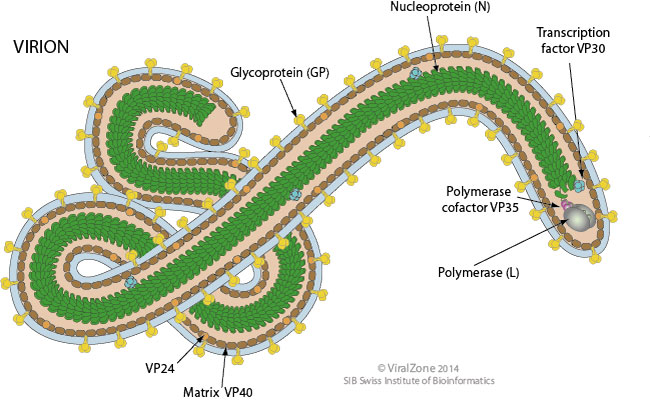 Nucleoprotein (N)
Transcription
factor VP30
VIRION
Glycoprotein (GP)
Polymerase
cofactor VP35
Polymerase (L)
VP24
Matrix VP40
© ViralZone 2014
SIB Swiss Institute of Bioinformatics